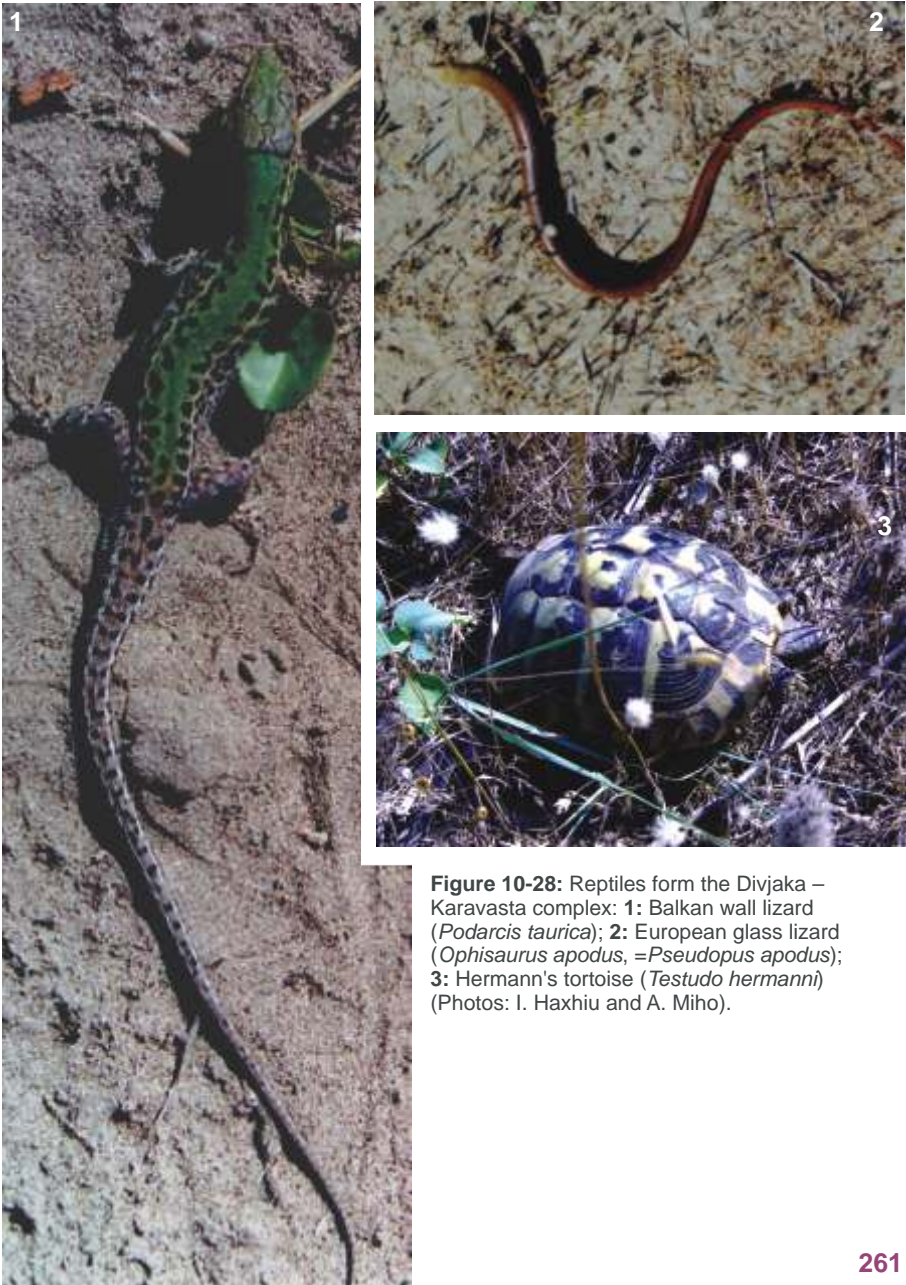 1
2
3
Figure 10-28: Reptiles form the Divjaka –
Karavasta complex: 1: Balkan wall lizard
(Podarcis taurica); 2: European glass lizard
(Ophisaurus apodus, =Pseudopus apodus);
3: Hermann's tortoise (Testudo hermanni)
(Photos: I. Haxhiu and A. Miho).
261